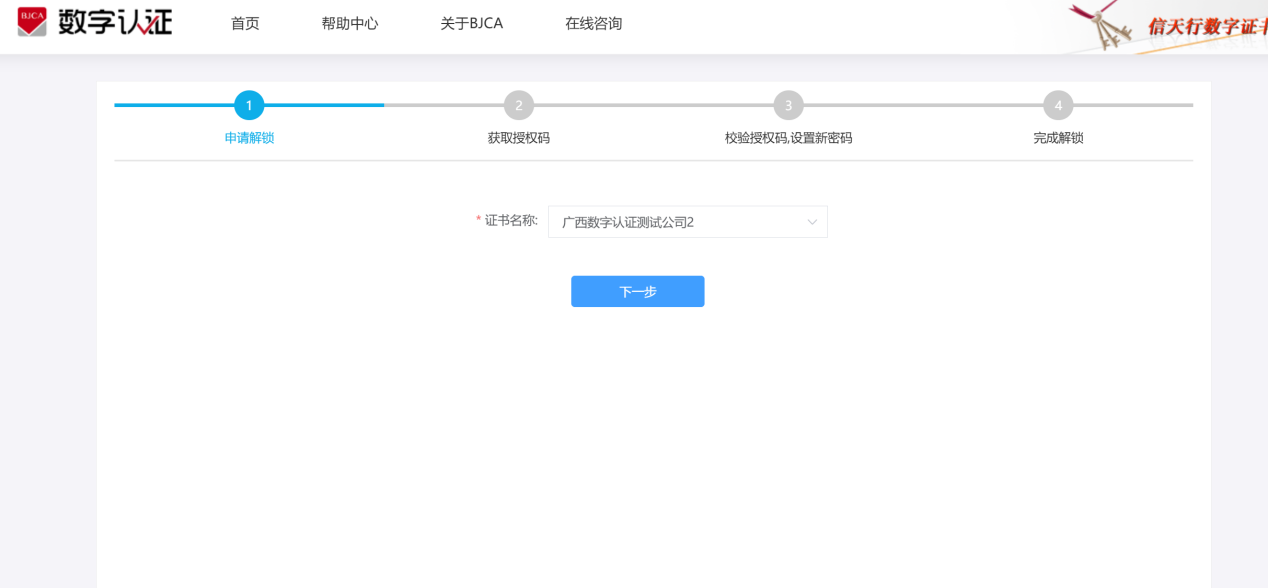 BJCA 数字认证 首页 帮助中心 关于BJCA 在线咨询 信天行数字证书
1 2 3 4
申请解锁 获取授权码 校验授权码,设置新密码 完成解锁
* 证书名称: 广西数字认证测试公司2
下一步